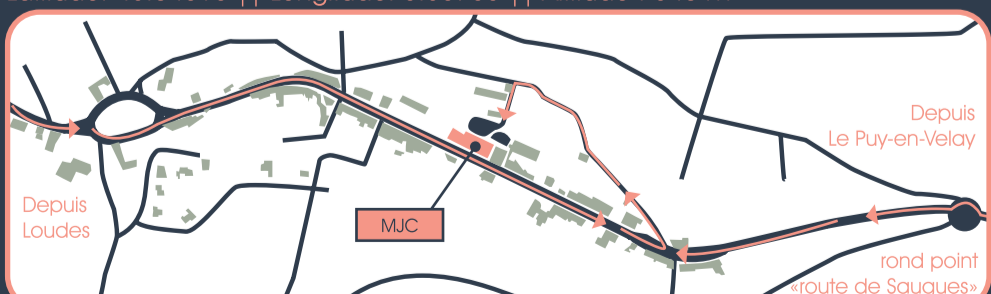 Depuis
Le Puy-en-Velay
Depuis
Loudes
MJC
rond point
«route de Saugues»